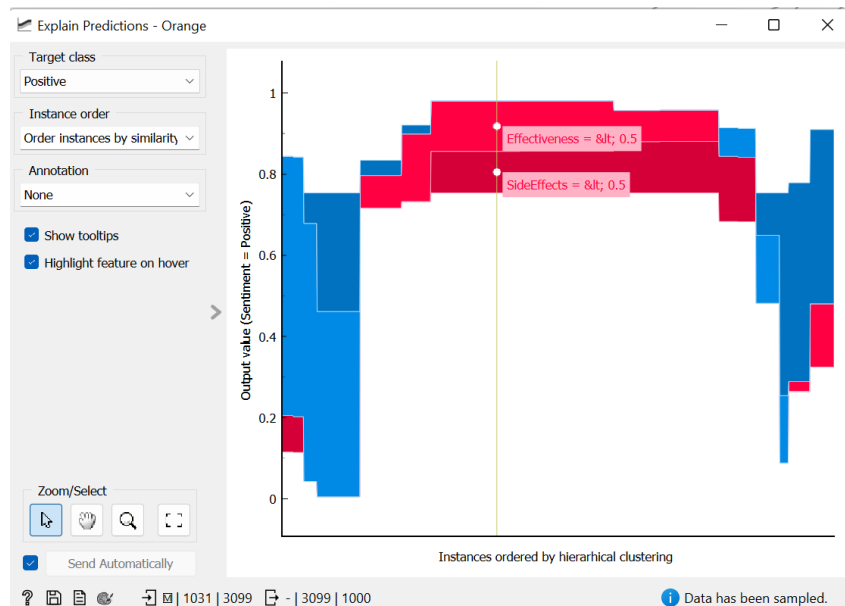 Explain Predictions - Orange
Target class
Positive
Instance order
Order instances by similarity
Annotation
None
Show tooltips
Highlight feature on hover
Zoom/Select
Send Automatically
Output value (Sentiment = Positive)
1
0.8
0.6
0.4
0.2
0
Effectiveness = &lt; 0.5
SideEffects = &lt; 0.5
Instances ordered by hierarhical clustering
? 1031 | 3099 - | 3099 | 1000
Data has been sampled.